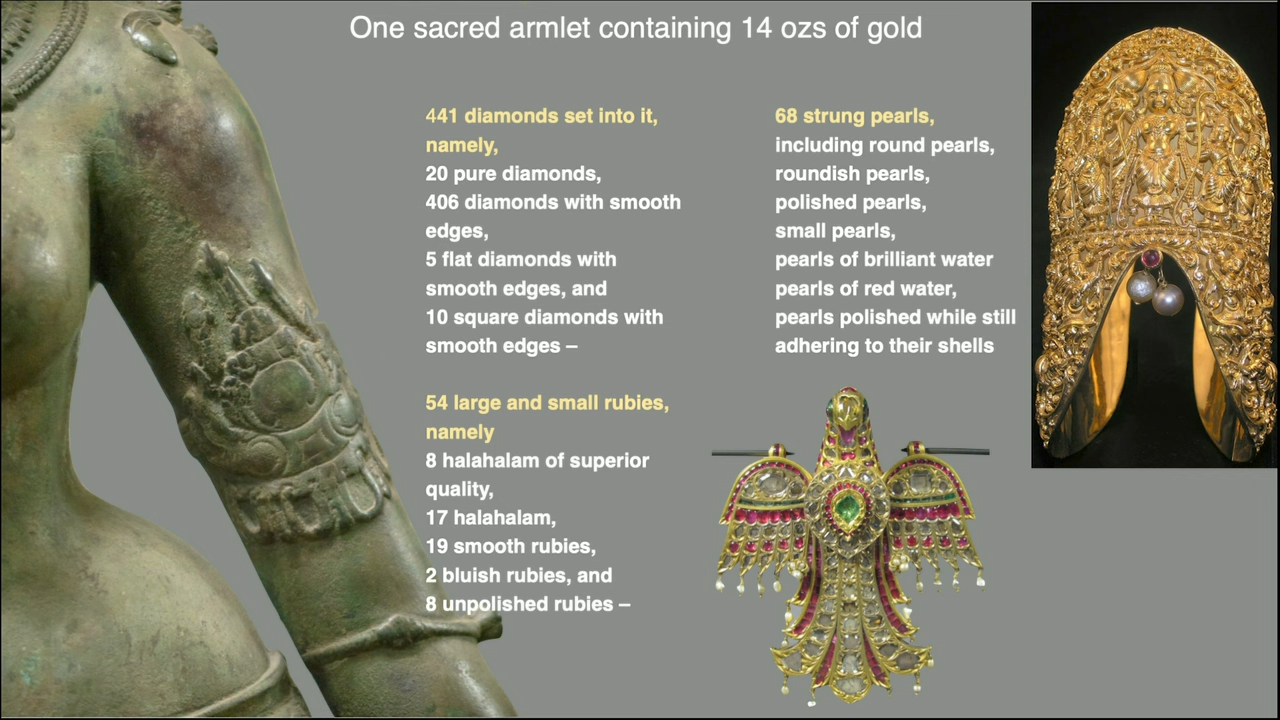 One sacred armlet containing 14 ozs of gold
441 diamonds set into it,
namely,
20 pure diamonds,
406 diamonds with smooth
edges,
5 flat diamonds with
smooth edges, and
10 square diamonds with
smooth edges –
54 large and small rubies,
namely
8 halahalam of superior
quality,
17 halahalam,
19 smooth rubies,
2 bluish rubies, and
8 unpolished rubies –
68 strung pearls,
including round pearls,
roundish pearls,
polished pearls,
small pearls,
pearls of brilliant water
pearls of red water,
pearls polished while still
adhering to their shells